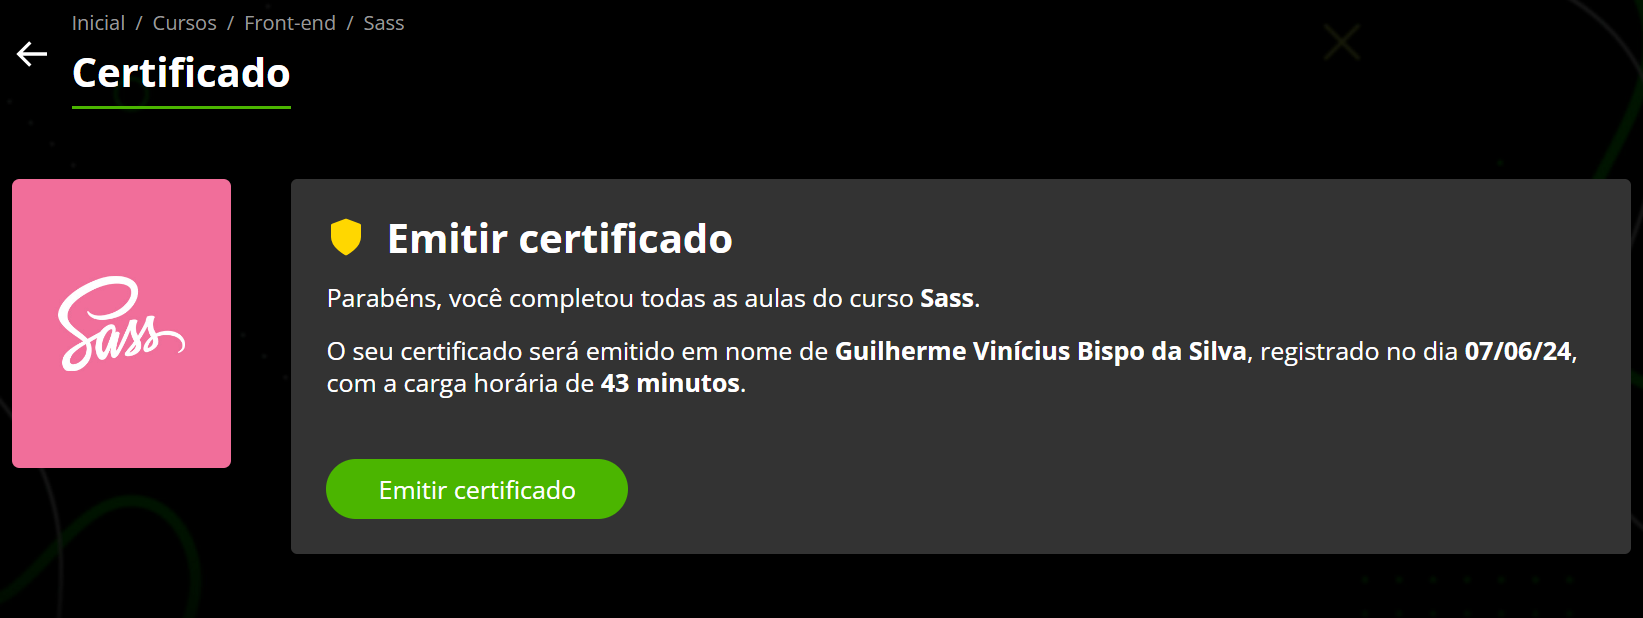 Inicial / Cursos / Front-end / Sass
Certificado
Sass
Emitir certificado
Parabéns, você completou todas as aulas do curso Sass.
O seu certificado será emitido em nome de Guilherme Vinícius Bispo da Silva, registrado no dia 07/06/24,
com a carga horária de 43 minutos.
Emitir certificado